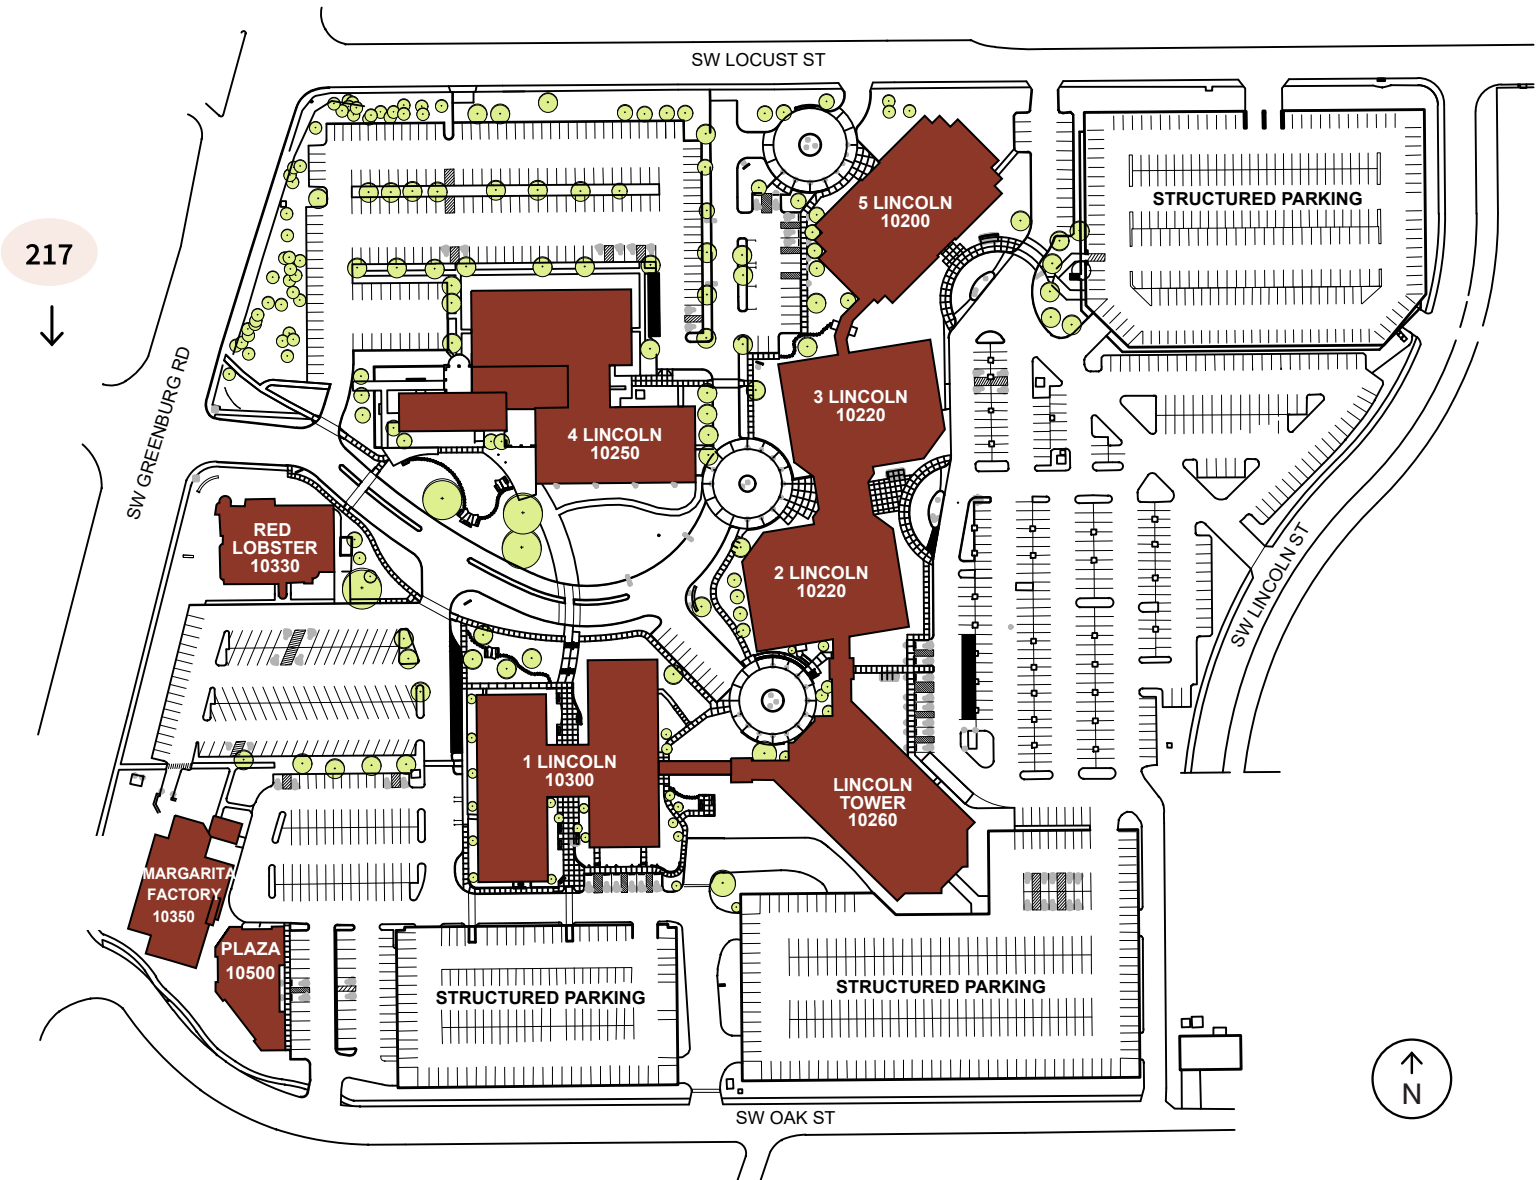 SW LOCUST ST
STRUCTURED PARKING
5 LINCOLN
10200
217
SW GREENBURG RD
3 LINCOLN
10220
4 LINCOLN
10250
RED
LOBSTER
10330
2 LINCOLN
10220
SW LINCOLN ST
1 LINCOLN
10300
LINCOLN
TOWER
10260
MARGARITA
FACTORY
10350
PLAZA
10500
STRUCTURED PARKING
STRUCTURED PARKING
N
SW OAK ST